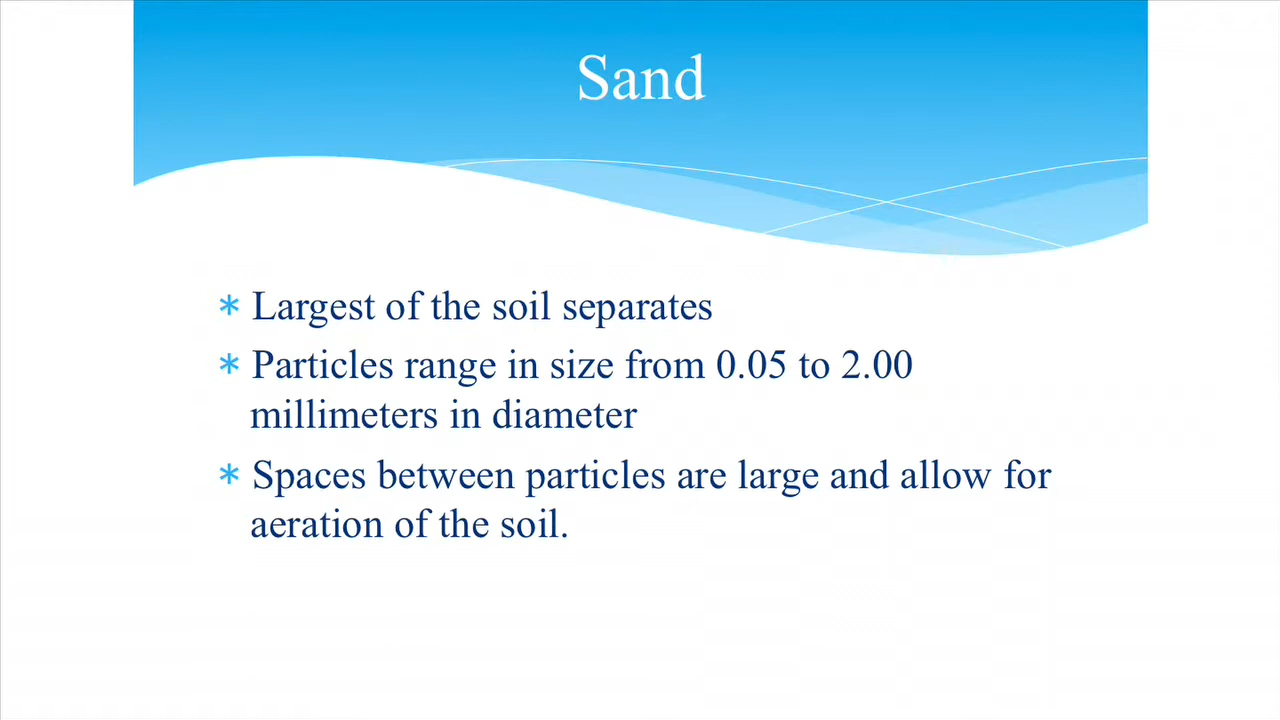 Sand
* Largest of the soil separates
* Particles range in size from 0.05 to 2.00
millimeters in diameter
* Spaces between particles are large and allow for
aeration of the soil.